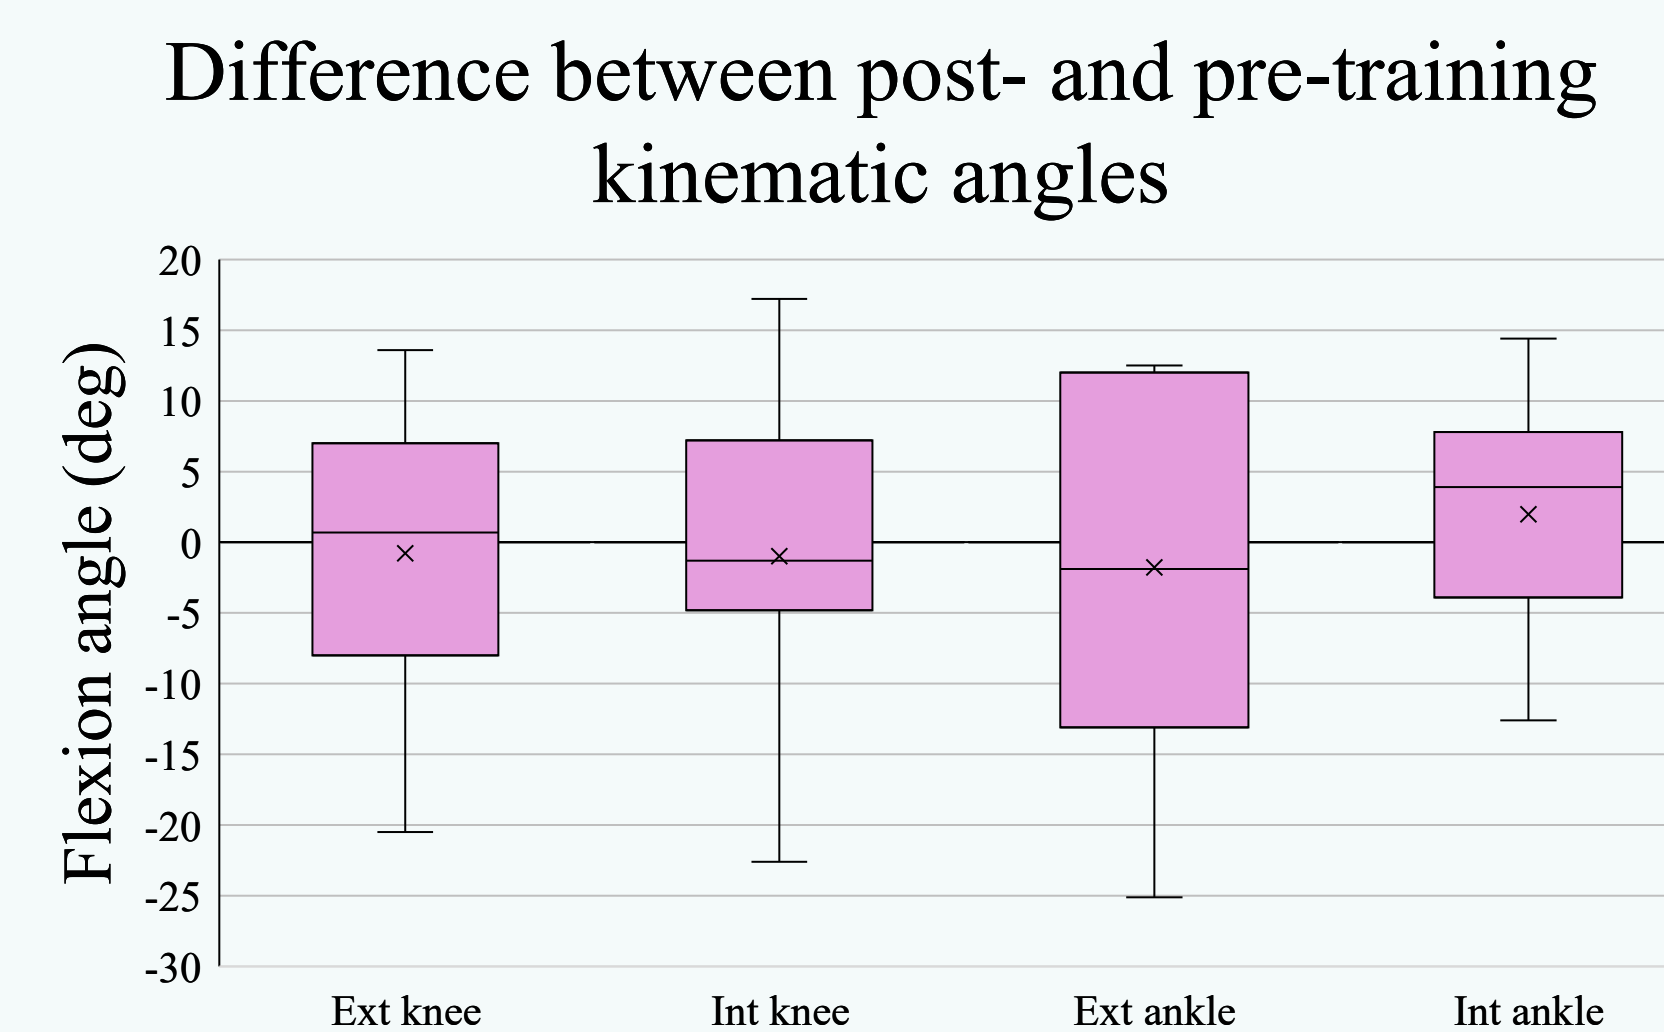 Difference between post- and pre-training
kinematic angles
Flexion angle (deg)
20
15
10
5
0
-5
-10
-15
-20
-25
-30
Ext knee
Int knee
Ext ankle
Int ankle